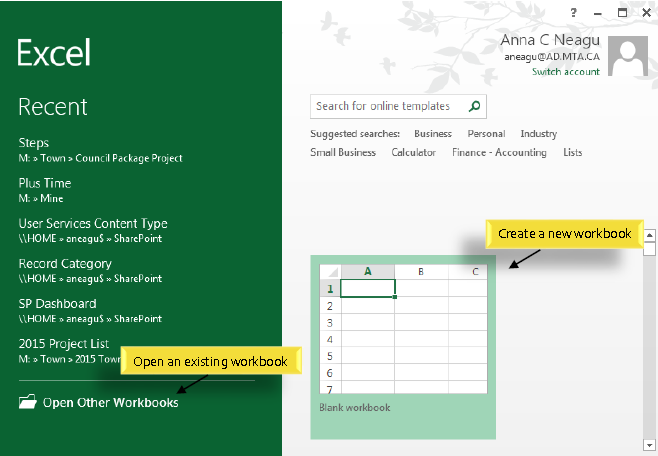 ?
Excel
Anna C Neagu
aneagu@AD.MTA.CA
Switch account
Recent
Steps
M: » Town » Council Package Project
Plus Time
M: » Mine
User Services Content Type
\\HOME » aneagu$ » SharePoint
Record Category
\\HOME » aneagu$ » SharePoint
SP Dashboard
\\HOME » aneagu$ » SharePoint
2015 Project List
M: » Town » 2015 Town
Open an existing workbook
Open Other Workbooks
Search for online templates
Suggested searches: Business Personal Industry
Small Business Calculator Finance - Accounting Lists
Create a new workbook
A B C
1
2
3
4
5
6
7
Blank workbook